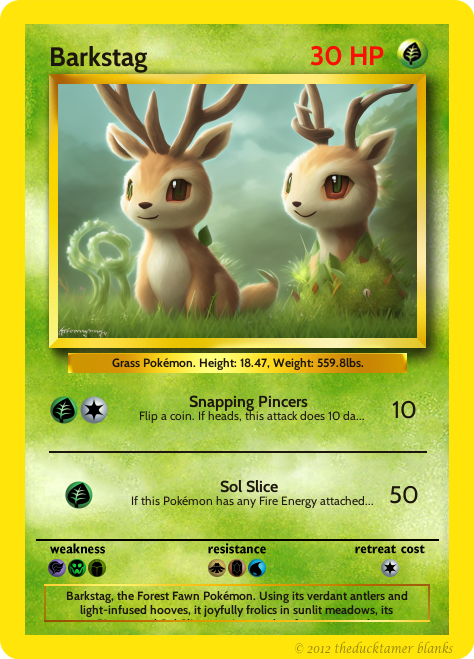 Barkstag
30 HP
Grass Pokémon. Height: 18.47, Weight: 559.8lbs.
Snapping Pincers
Flip a coin. If heads, this attack does 10 da...
10
Sol Slice
If this Pokémon has any Fire Energy attached...
50
weakness
resistance
retreat cost
Barkstag, the Forest Fawn Pokémon. Using its verdant antlers and
light-infused hooves, it joyfully frolics in sunlit meadows, its
© 2012 theducktamer blanks